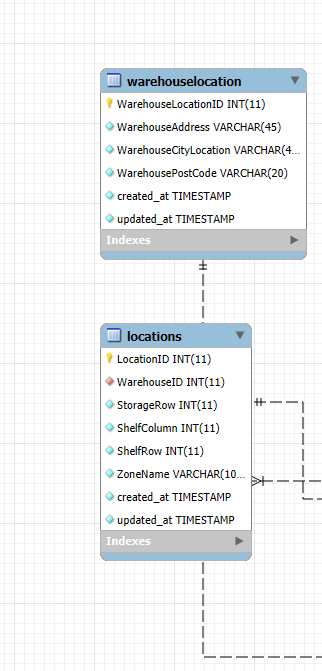 warehouselocation
WarehouseLocationID INT(11)
WarehouseAddress VARCHAR(45)
WarehouseCityLocation VARCHAR(4...
WarehousePostCode VARCHAR(20)
created_at TIMESTAMP
updated_at TIMESTAMP
Indexes
locations
LocationID INT(11)
WarehouseID INT(11)
StorageRow INT(11)
ShelfColumn INT(11)
ShelfRow INT(11)
ZoneName VARCHAR(10...
created_at TIMESTAMP
updated_at TIMESTAMP
Indexes